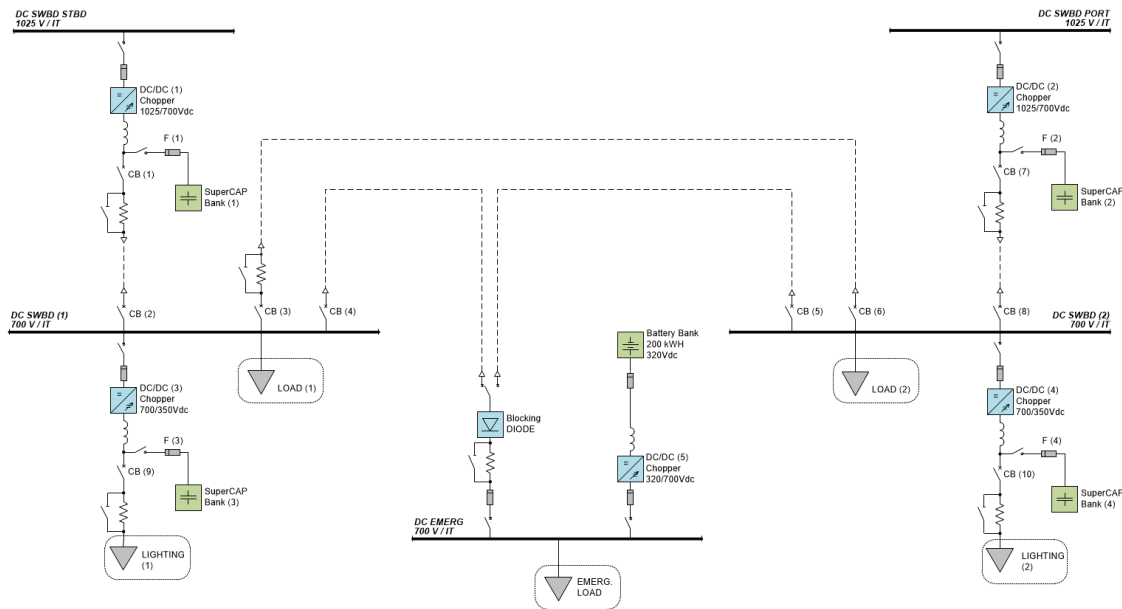 DC SWBD STBD
1025 V / IT
DC SWBD PORT
1025 V / IT
DC/DC (1)
Chopper
1025/700Vdc
DC/DC (2)
Chopper
1025/700Vdc
F (1)
F (2)
CB (1)
CB (7)
SuperCAP
Bank (1)
SuperCAP
Bank (2)
CB (2)
CB (3)
CB (4)
CB (5)
CB (6)
CB (8)
DC SWBD (1)
700 V / IT
DC SWBD (2)
700 V / IT
Battery Bank
200 kWH
320Vdc
LOAD (1)
LOAD (2)
DC/DC (3)
Chopper
700/350Vdc
DC/DC (4)
Chopper
700/350Vdc
Blocking
DIODE
F (3)
F (4)
CB (9)
CB (10)
DC/DC (5)
Chopper
320/700Vdc
SuperCAP
Bank (3)
SuperCAP
Bank (4)
DC EMERG
700 V / IT
LIGHTING
(1)
LIGHTING
(2)
EMERG.
LOAD